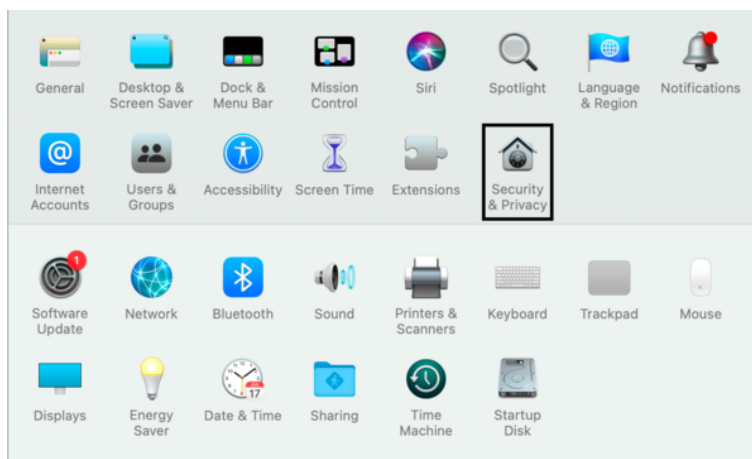 General
Desktop &
Screen Saver
Dock &
Menu Bar
Mission
Control
Siri
Spotlight
Language
& Region
Notifications
@
Internet
Accounts
Users &
Groups
Accessibility
Screen Time
Extensions
Security
& Privacy
1
Software
Update
Network
Bluetooth
Sound
Printers &
Scanners
Keyboard
Trackpad
Mouse
Displays
Energy
Saver
17
Date & Time
Sharing
Time
Machine
Startup
Disk